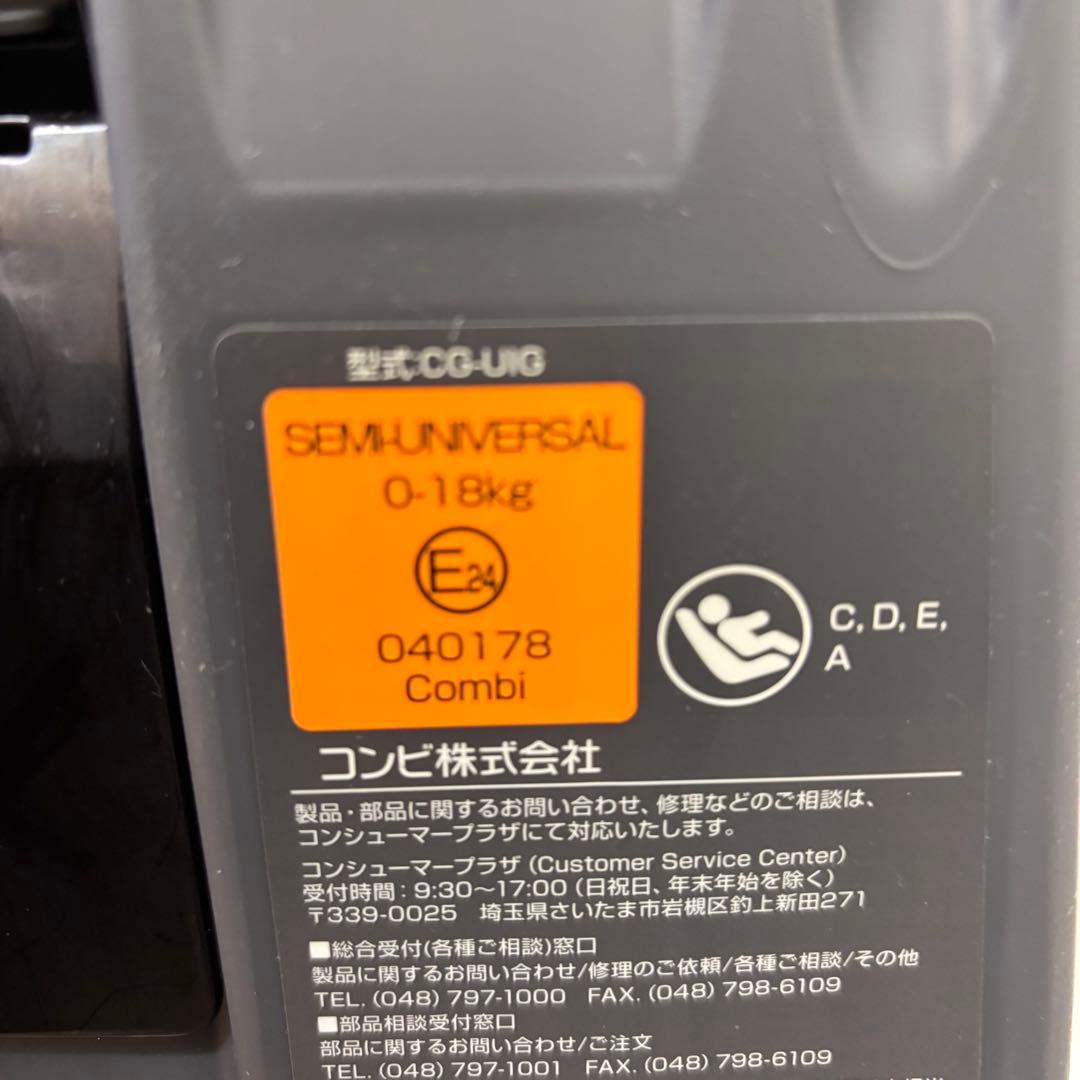 型式:CG-UIG
SEMI-UNIVERSAL
0-18kg
E24
040178
Combi
C, D, E,
A
コンビ株式会社
製品・部品に関するお問い合わせ、修理などのご相談は、
コンシューマープラザにて対応いたします。
コンシューマープラザ (Customer Service Center)
受付時間：9:30～17:00 (日祝日、年末年始を除く)
〒339-0025 埼玉県さいたま市岩槻区釣上新田271
■総合受付(各種ご相談)窓口
製品に関するお問い合わせ/修理のご依頼/各種ご相談/その他
TEL. (048) 797-1000 FAX. (048) 798-6109
■部品相談受付窓口
部品に関するお問い合わせ/ご注文
TEL. (048) 797-1001 FAX. (048) 798-6109